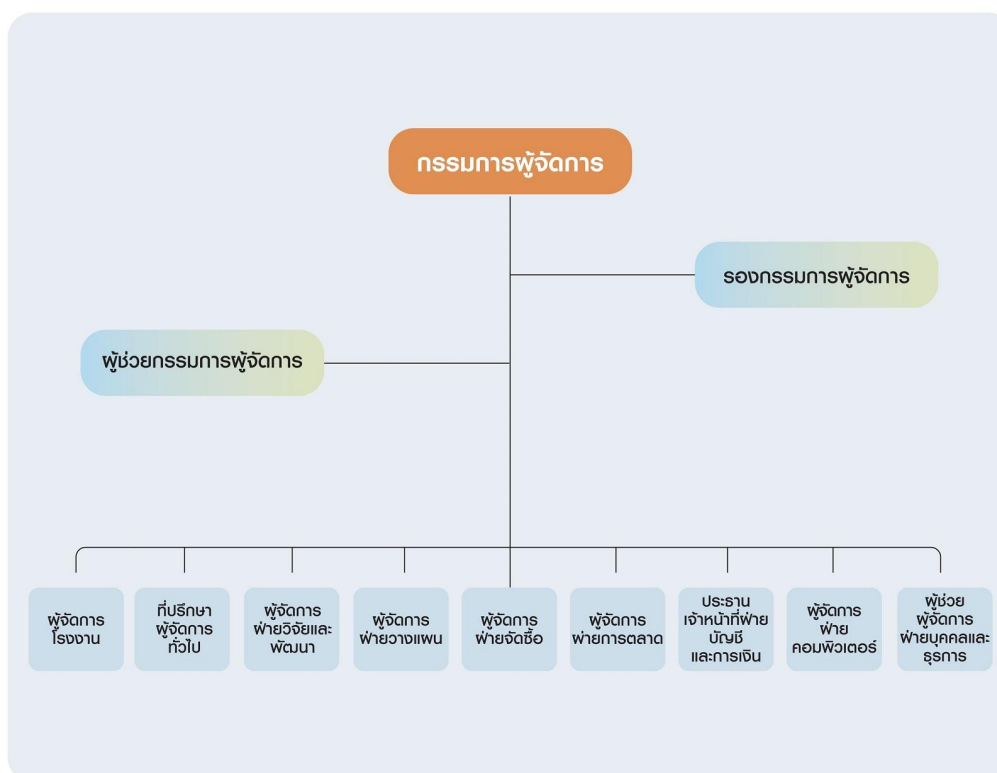 กรรมการผู้จัดการ
รองกรรมการผู้จัดการ
ผู้ช่วยกรรมการผู้จัดการ
ผู้จัดการ
โรงงาน
ที่ปรึกษา
ผู้จัดการ
ทั่วไป
ผู้จัดการ
ฝ่ายวิจัยและ
พัฒนา
ผู้จัดการ
ฝ่ายวางแผน
ผู้จัดการ
ฝ่ายจัดซื้อ
ผู้จัดการ
ฝ่ายการตลาด
ประธาน
เจ้าหน้าที่ฝ่าย
บัญชี
และการเงิน
ผู้จัดการ
ฝ่าย
คอมพิวเตอร์
ผู้ช่วย
ผู้จัดการ
ฝ่ายบุคคลและ
ธุรการ